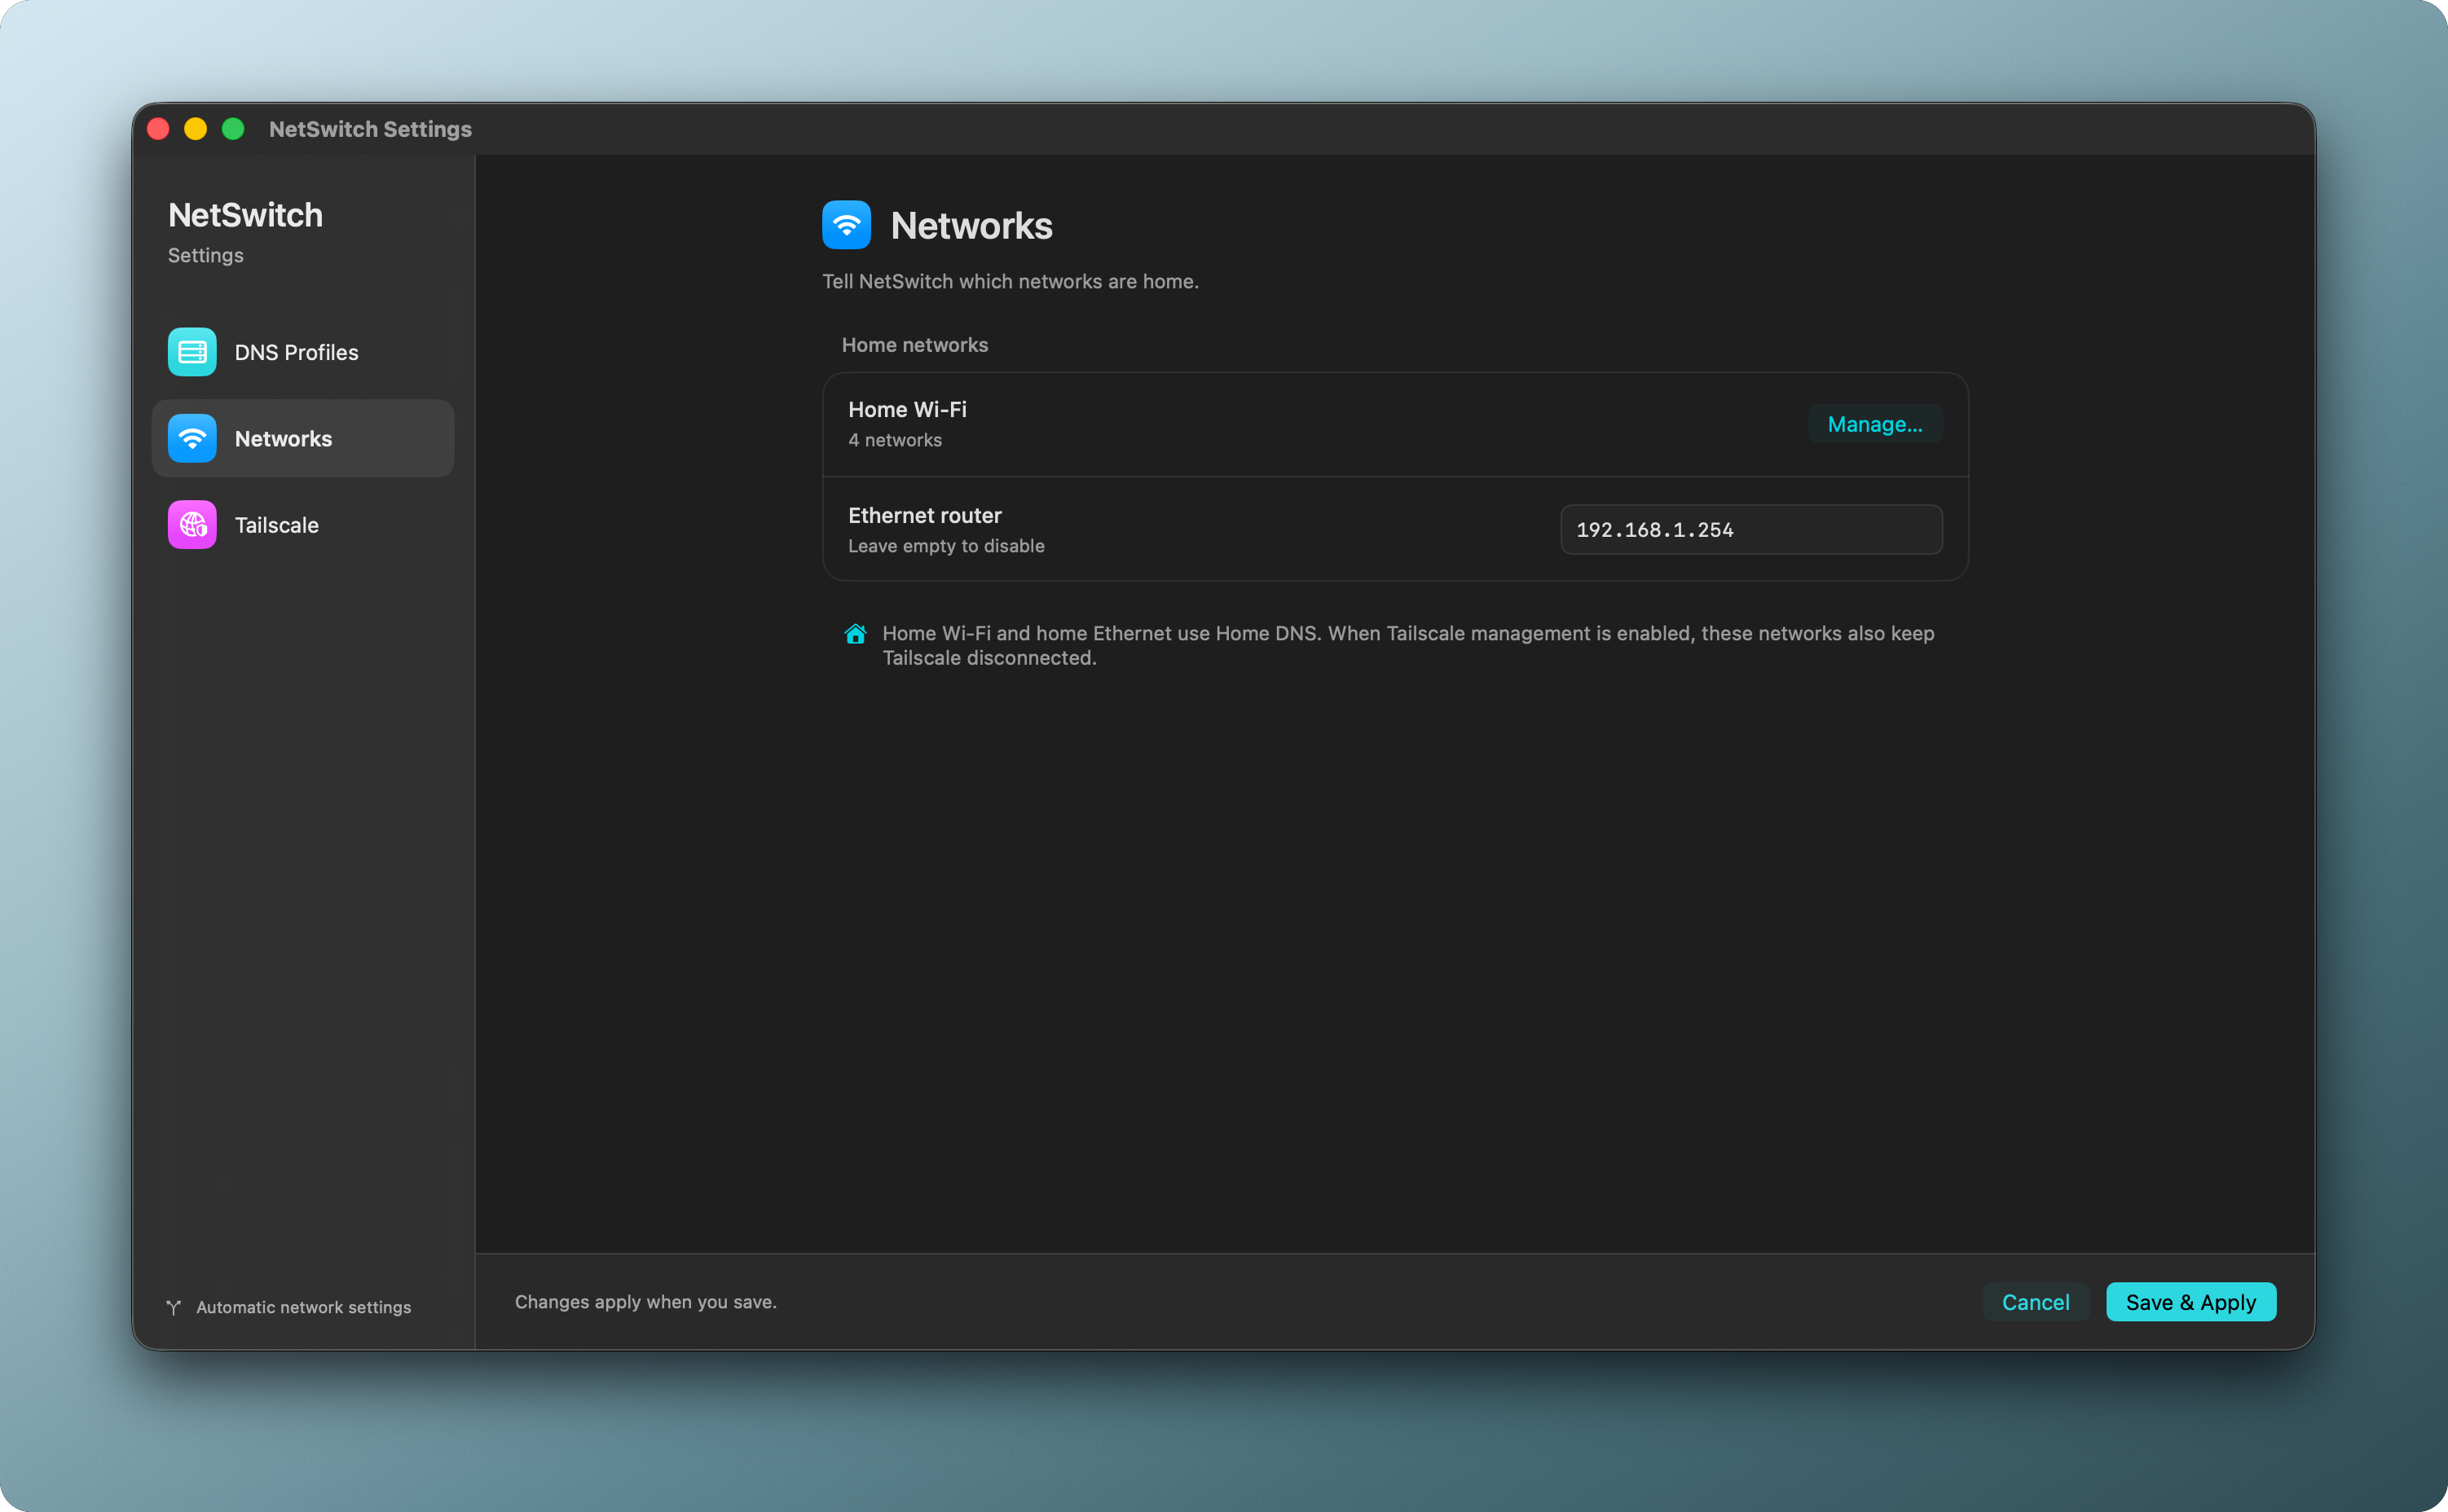 NetSwitch Settings
NetSwitch
Settings
DNS Profiles
Networks
Tailscale
Automatic network settings
Networks
Tell NetSwitch which networks are home.
Home networks
Home Wi-Fi
4 networks
Manage...
Ethernet router
Leave empty to disable
192.168.1.254
Home Wi-Fi and home Ethernet use Home DNS. When Tailscale management is enabled, these networks also keep
Tailscale disconnected.
Changes apply when you save.
Cancel
Save & Apply